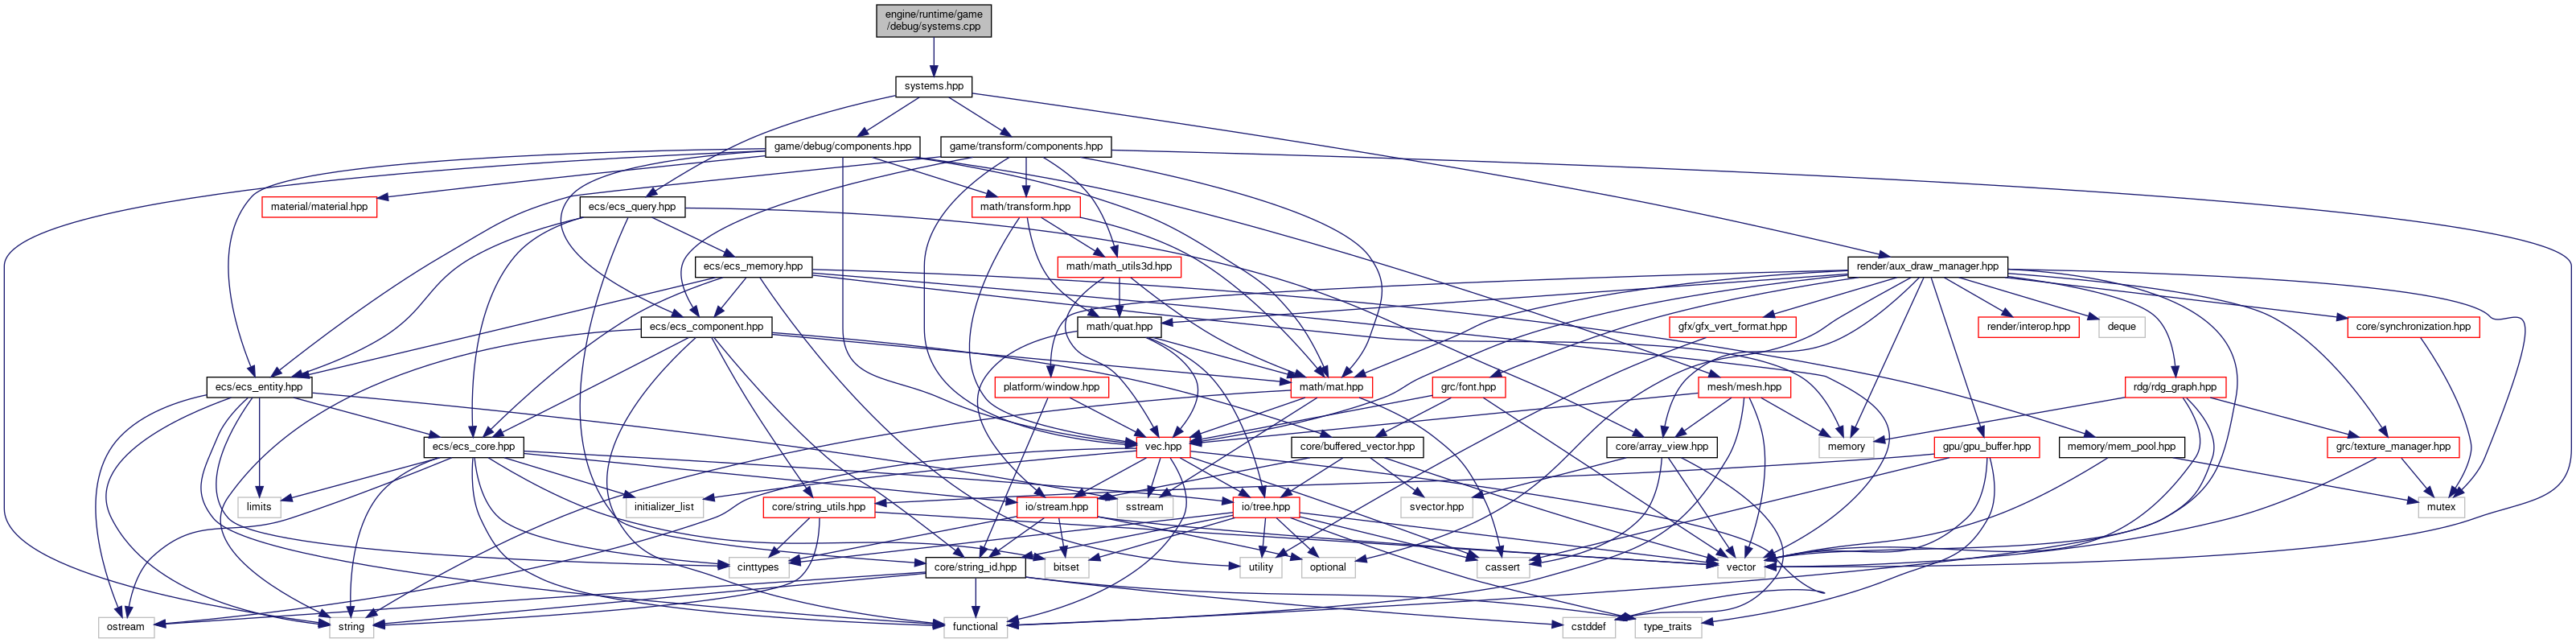 engine/runtime/game
/debug/systems.cpp
systems.hpp
game/debug/components.hpp
game/transform/components.hpp
material/material.hpp
ecs/ecs_query.hpp
math/transform.hpp
ecs/ecs_memory.hpp
math/math_utils3d.hpp
render/aux_draw_manager.hpp
ecs/ecs_component.hpp
math/quat.hpp
gfx/gfx_vert_format.hpp
render/interop.hpp
deque
core/synchronization.hpp
ecs/ecs_entity.hpp
platform/window.hpp
math/mat.hpp
grc/font.hpp
mesh/mesh.hpp
rdg/rdg_graph.hpp
ecs/ecs_core.hpp
vec.hpp
core/buffered_vector.hpp
core/array_view.hpp
memory
gpu/gpu_buffer.hpp
memory/mem_pool.hpp
grc/texture_manager.hpp
limits
initializer_list
core/string_utils.hpp
io/stream.hpp
sstream
io/tree.hpp
svector.hpp
mutex
cinttypes
core/string_id.hpp
bitset
utility
optional
cassert
vector
ostream
string
functional
cstddef
type_traits